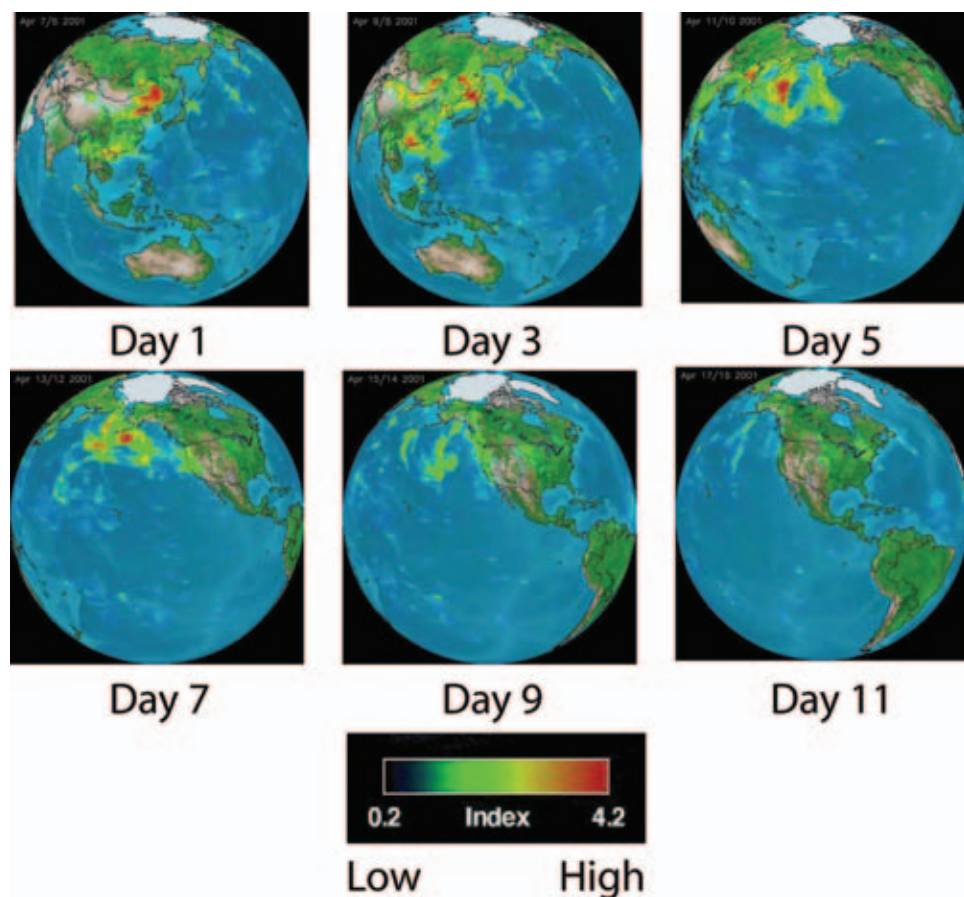 Apr 7/6 2001
Apr 9/8 2001
Apr 11/10 2001
Day 1
Day 3
Day 5
Apr 13/12 2001
Apr 15/14 2001
Apr 17/16 2001
Day 7
Day 9
Day 11
0.2 Index 4.2
Low High